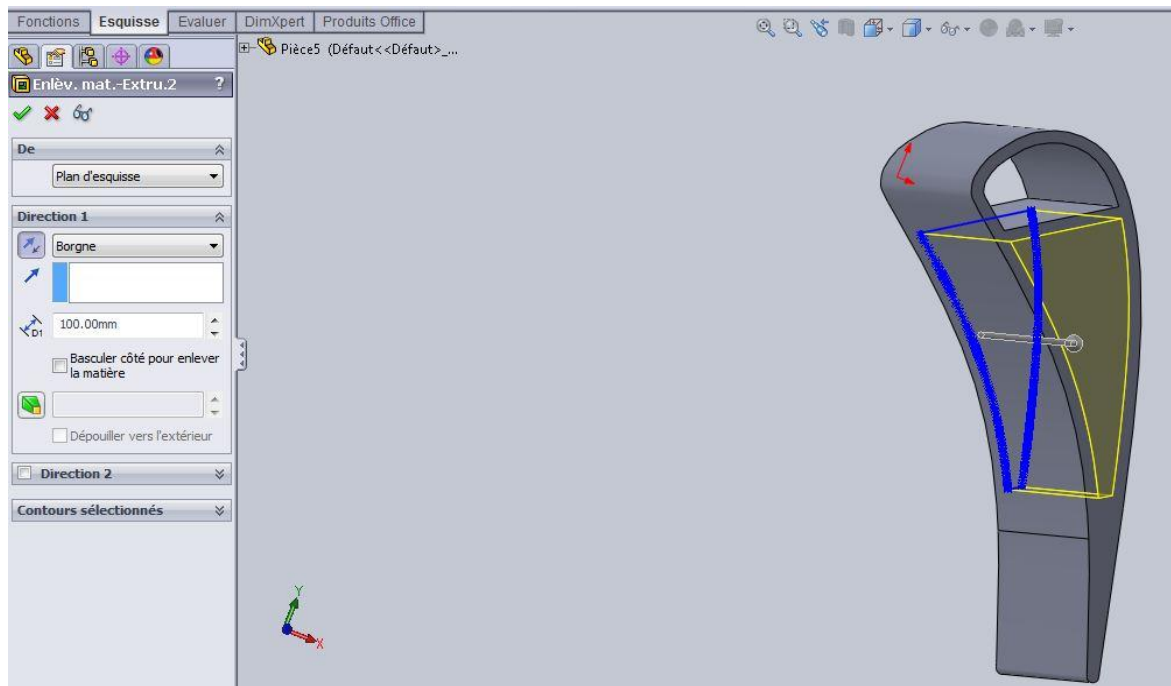 Fonctions Esquisse Evaluer DimXpert Produits Office
Pièce5 (Défaut<<Défaut>_...
Enlèv. mat.-Extru.2 ?
De
Plan d'esquisse
Direction 1
Borgne
D1 100.00mm
Basculer côté pour enlever
la matière
Dépouiller vers l'extérieur
Direction 2
Contours sélectionnés
Y
X